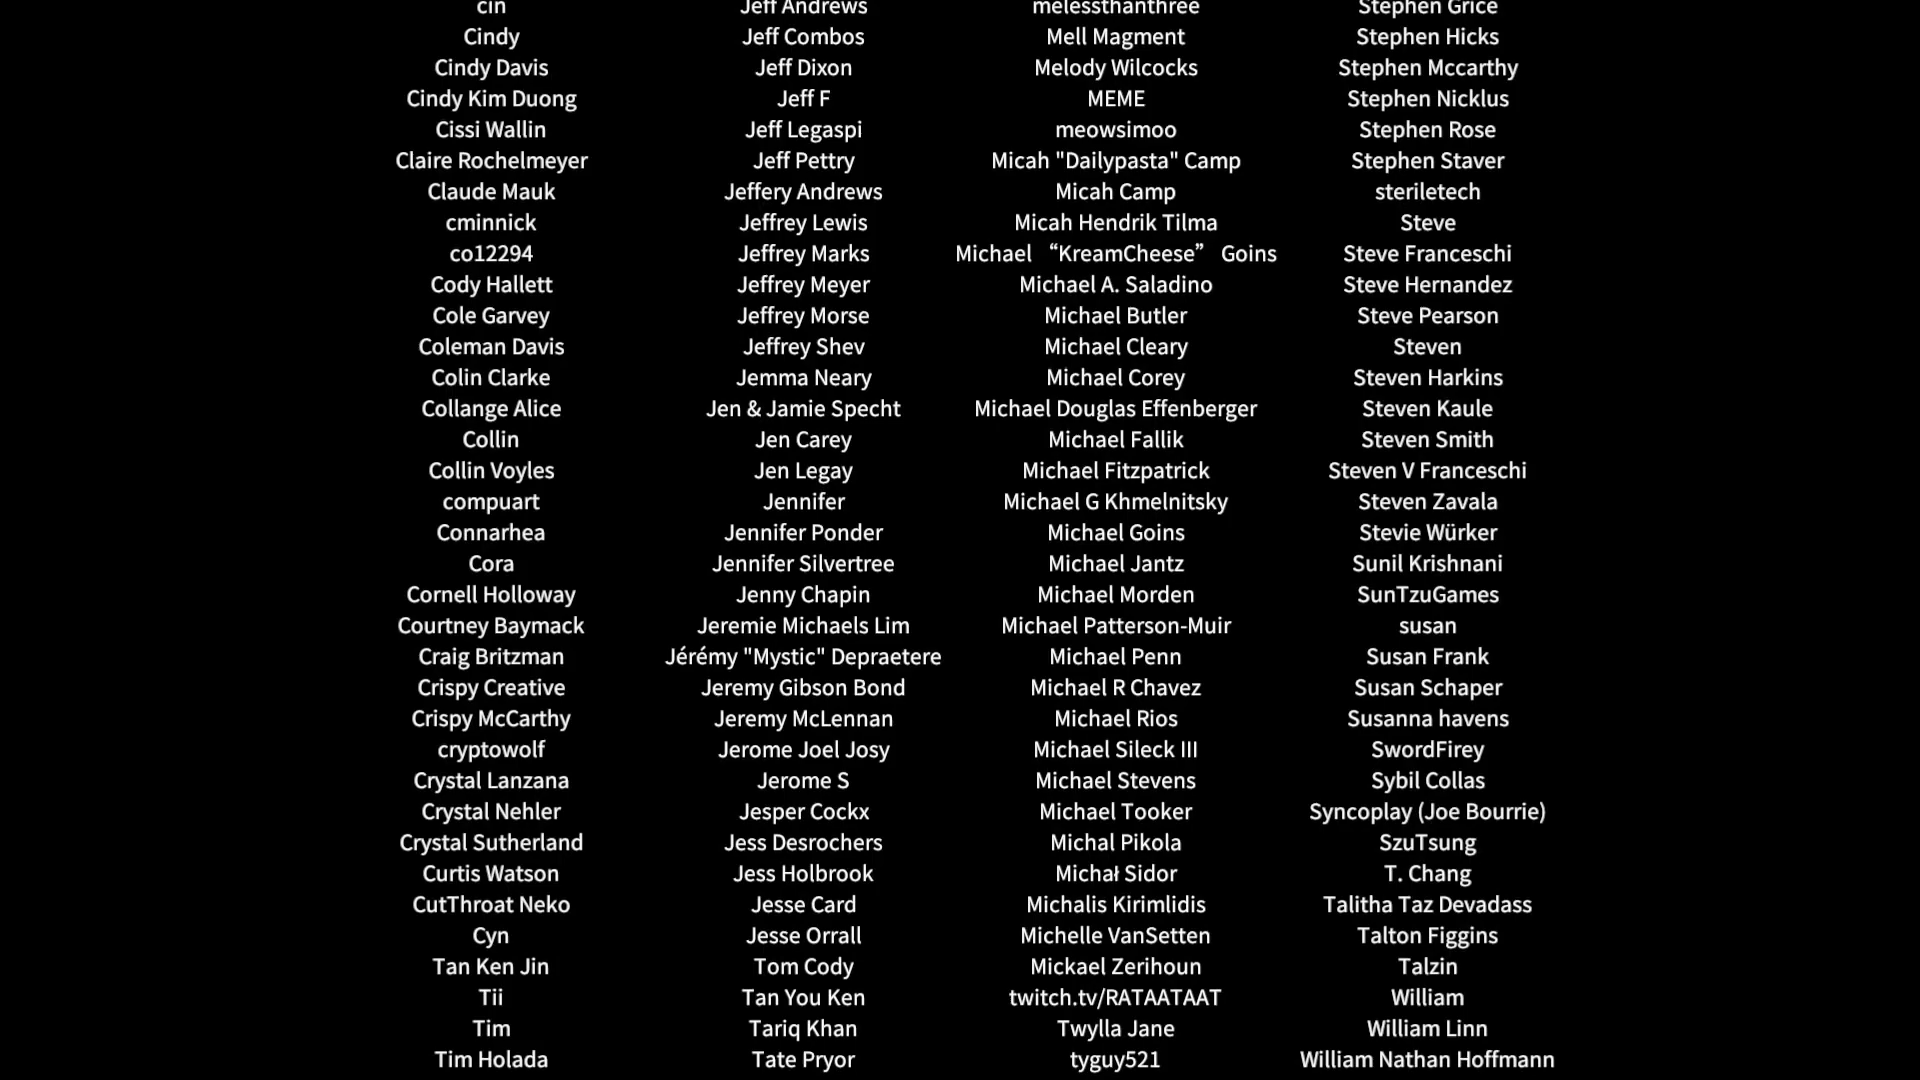 cin
Cindy
Cindy Davis
Cindy Kim Duong
Cissi Wallin
Claire Rochelmeyer
Claude Mauk
cminnick
co12294
Cody Hallett
Cole Garvey
Coleman Davis
Colin Clarke
Collange Alice
Collin
Collin Voyles
compuart
Connarhea
Cora
Cornell Holloway
Courtney Baymack
Craig Britzman
Crispy Creative
Crispy McCarthy
cryptowolf
Crystal Lanzana
Crystal Nehler
Crystal Sutherland
Curtis Watson
CutThroat Neko
Cyn
Tan Ken Jin
Tii
Tim
Tim Holada
Jeff Andrews
Jeff Combos
Jeff Dixon
Jeff F
Jeff Legaspi
Jeff Pettry
Jeffery Andrews
Jeffrey Lewis
Jeffrey Marks
Jeffrey Meyer
Jeffrey Morse
Jeffrey Shev
Jemma Neary
Jen & Jamie Specht
Jen Carey
Jen Legay
Jennifer
Jennifer Ponder
Jennifer Silvertree
Jenny Chapin
Jeremie Michaels Lim
Jérémy "Mystic" Depraetere
Jeremy Gibson Bond
Jeremy McLennan
Jerome Joel Josy
Jerome S
Jesper Cockx
Jess Desrochers
Jess Holbrook
Jesse Card
Jesse Orrall
Tom Cody
Tan You Ken
Tariq Khan
Tate Pryor
melessthanthree
Mell Magment
Melody Wilcocks
MEME
meowsimoo
Micah "Dailypasta" Camp
Micah Camp
Micah Hendrik Tilma
Michael “KreamCheese” Goins
Michael A. Saladino
Michael Butler
Michael Cleary
Michael Corey
Michael Douglas Effenberger
Michael Fallik
Michael Fitzpatrick
Michael G Khmelnitsky
Michael Goins
Michael Jantz
Michael Morden
Michael Patterson-Muir
Michael Penn
Michael R Chavez
Michael Rios
Michael Sileck III
Michael Stevens
Michael Tooker
Michal Pikola
Michał Sidor
Michalis Kirimlidis
Michelle VanSetten
Mickael Zerihoun
twitch.tv/RATAATAAT
Twylla Jane
tyguy521
Stephen Grice
Stephen Hicks
Stephen Mccarthy
Stephen Nicklus
Stephen Rose
Stephen Staver
steriletech
Steve
Steve Franceschi
Steve Hernandez
Steve Pearson
Steven
Steven Harkins
Steven Kaule
Steven Smith
Steven V Franceschi
Steven Zavala
Stevie Würker
Sunil Krishnani
SunTzuGames
susan
Susan Frank
Susan Schaper
Susanna havens
SwordFirey
Sybil Collas
Syncoplay (Joe Bourrie)
SzuTsung
T. Chang
Talitha Taz Devadass
Talton Figgins
Talzin
William
William Linn
William Nathan Hoffmann